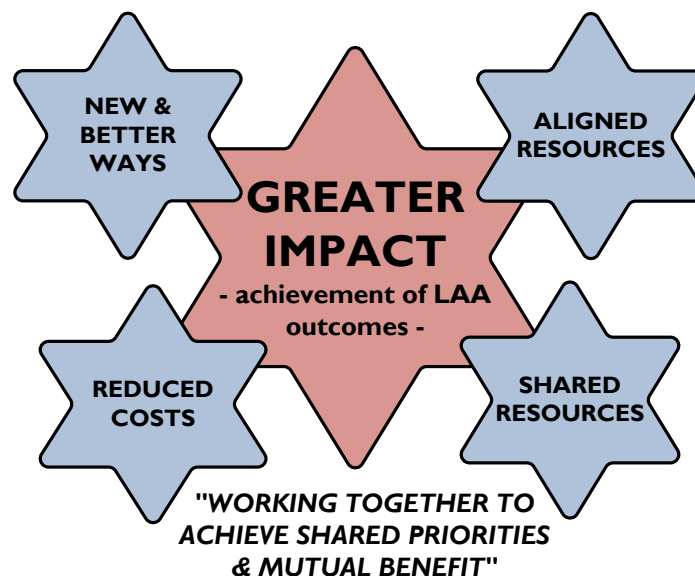 NEW &
BETTER
WAYS
ALIGNED
RESOURCES
GREATER
IMPACT
- achievement of LAA
outcomes -
REDUCED
COSTS
SHARED
RESOURCES
"WORKING TOGETHER TO
ACHIEVE SHARED PRIORITIES
& MUTUAL BENEFIT"